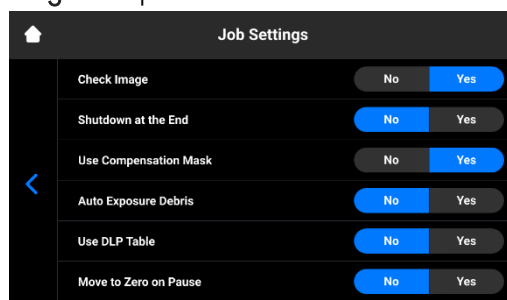 Job Settings
Check Image No Yes
Shutdown at the End No Yes
Use Compensation Mask No Yes
Auto Exposure Debris No Yes
Use DLP Table No Yes
Move to Zero on Pause No Yes